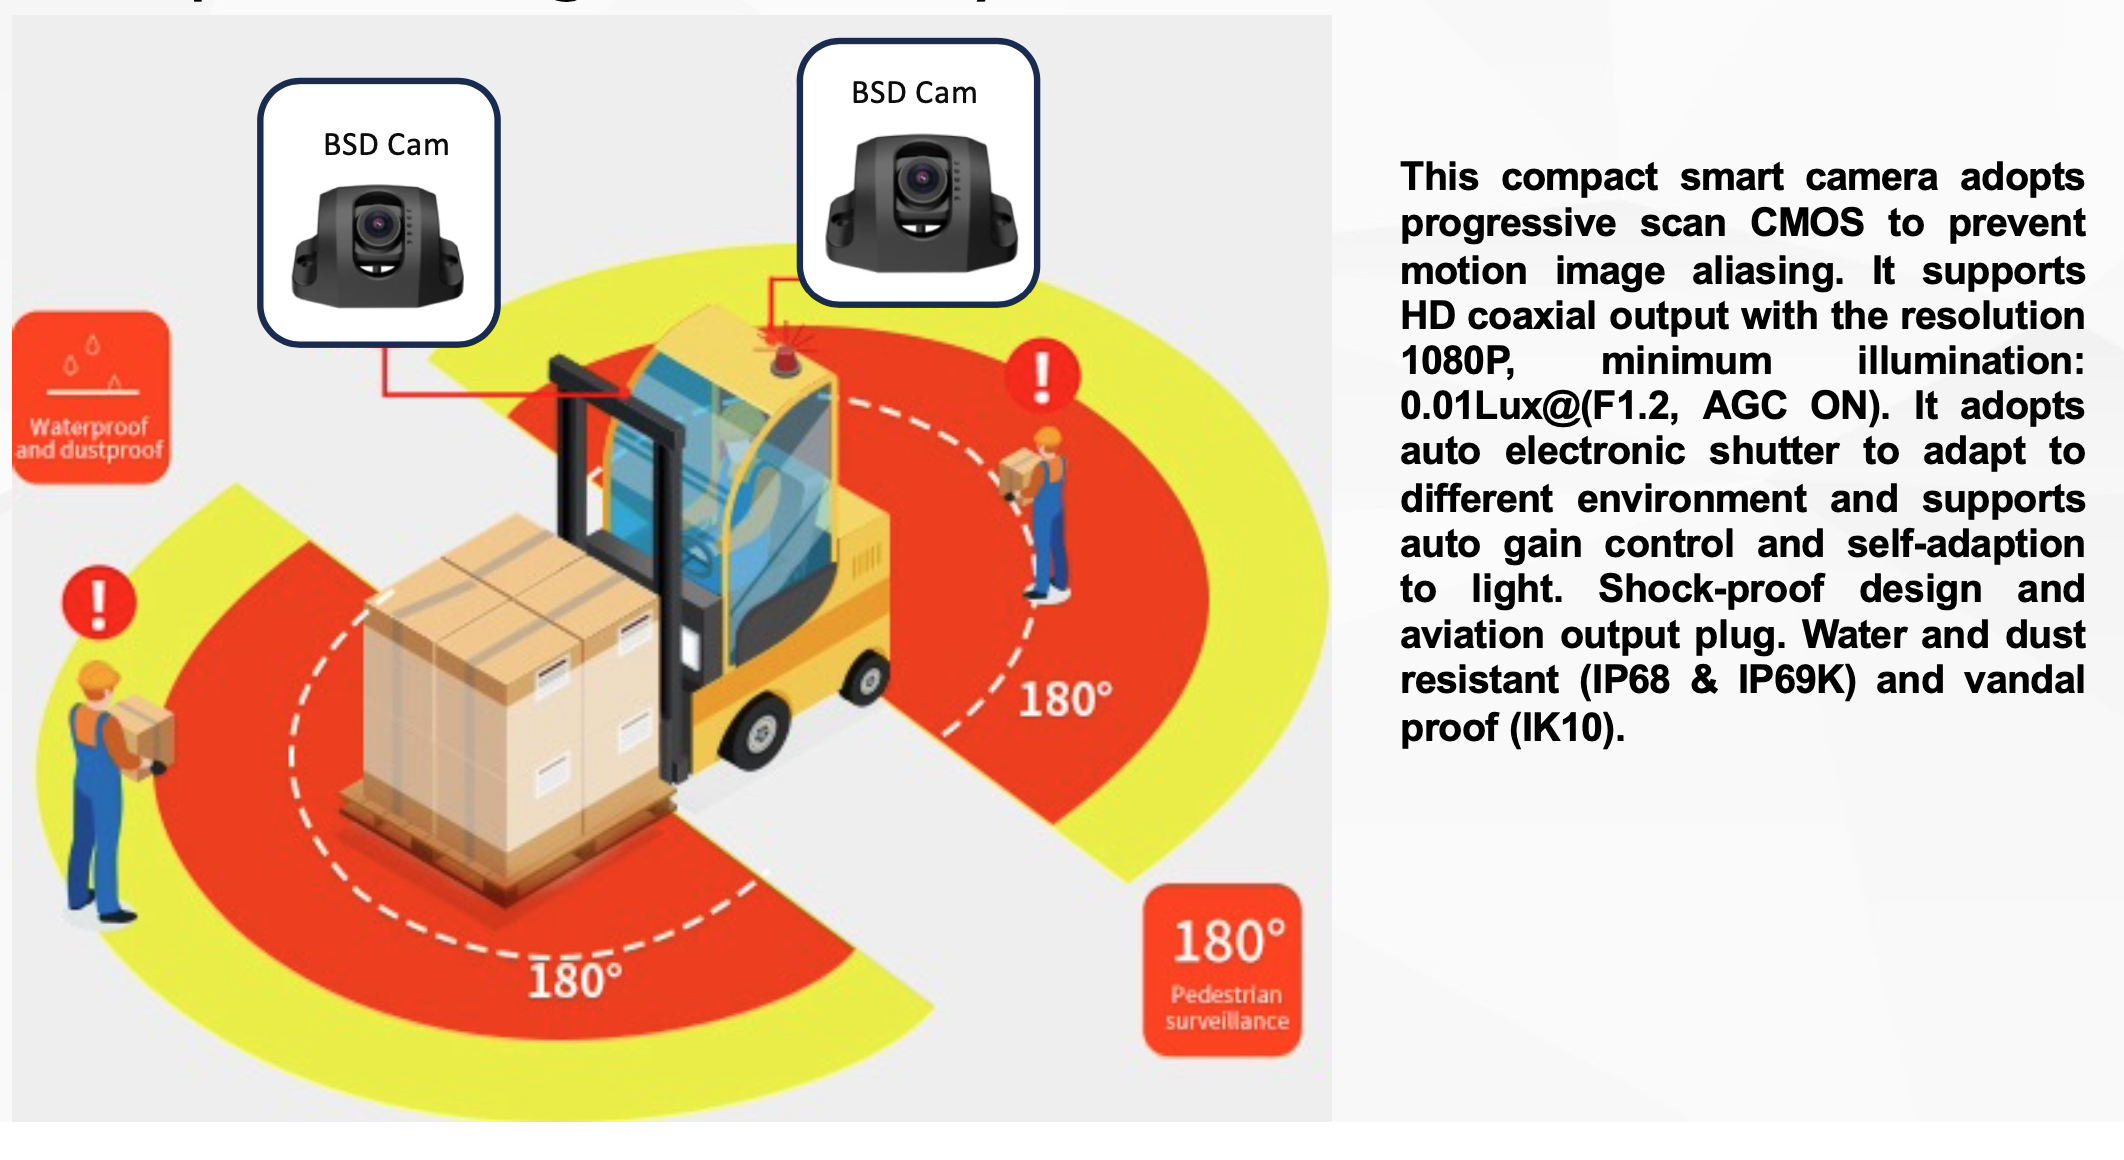 BSD Cam
BSD Cam
Waterproof
and dustproof
180°
180°
180°
Pedestrian
surveillance
This compact smart camera adopts
progressive scan CMOS to prevent
motion image aliasing. It supports
HD coaxial output with the resolution
1080P, minimum illumination:
0.01Lux@(F1.2, AGC ON). It adopts
auto electronic shutter to adapt to
different environment and supports
auto gain control and self-adaption
to light. Shock-proof design and
aviation output plug. Water and dust
resistant (IP68 & IP69K) and vandal
proof (IK10).